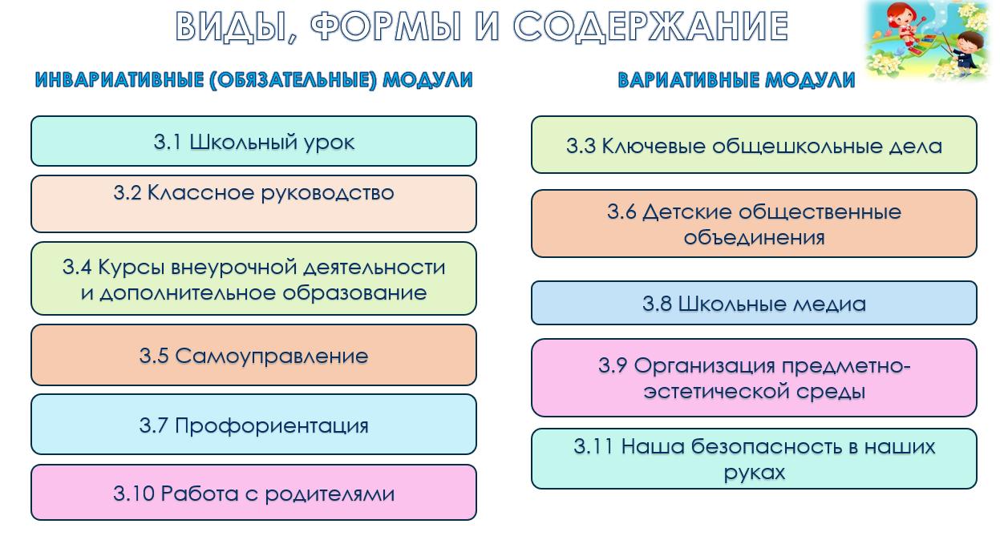 ВИДЫ, ФОРМЫ И СОДЕРЖАНИЕ
ИНВАРИАТИВНЫЕ (ОБЯЗАТЕЛЬНЫЕ) МОДУЛИ
3.1 Школьный урок
3.2 Классное руководство
3.4 Курсы внеурочной деятельности
и дополнительное образование
3.5 Самоуправление
3.7 Профориентация
3.10 Работа с родителями
ВАРИАТИВНЫЕ МОДУЛИ
3.3 Ключевые общешкольные дела
3.6 Детские общественные
объединения
3.8 Школьные медиа
3.9 Организация предметно-
эстетической среды
3.11 Наша безопасность в наших
руках